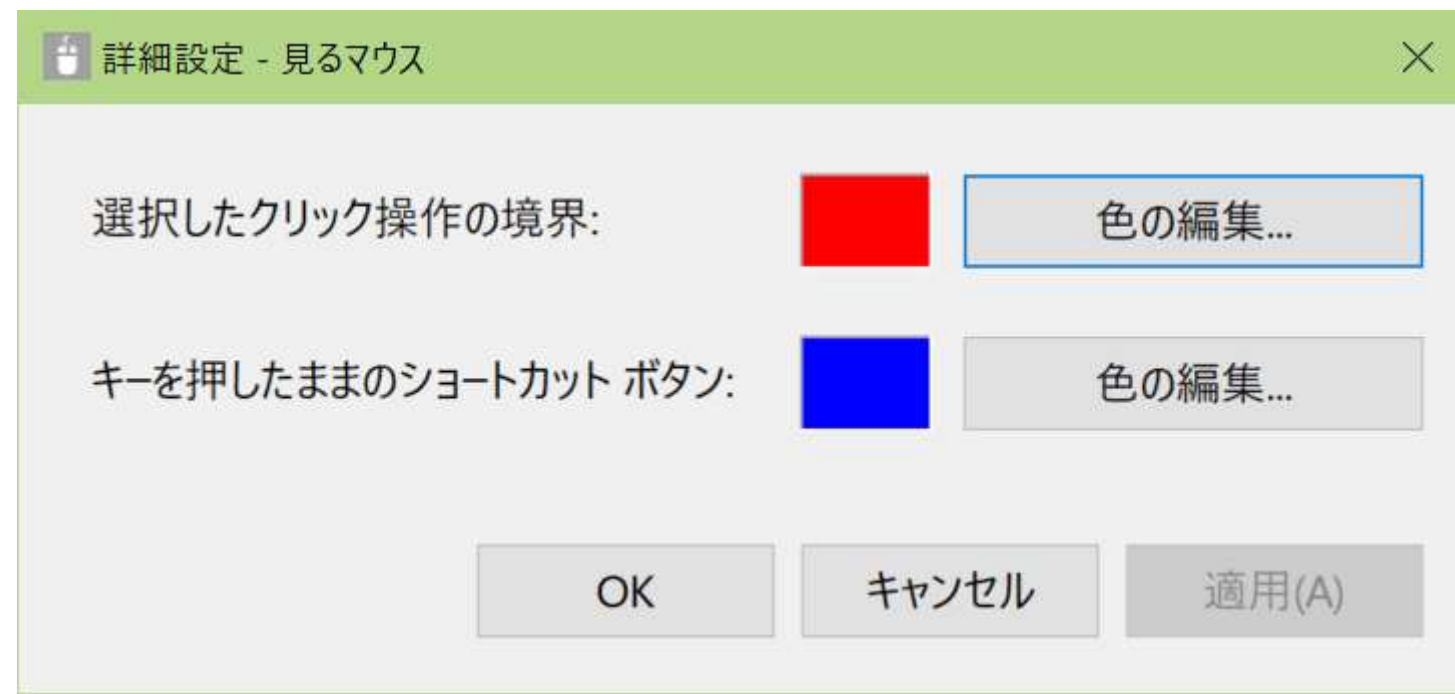 詳細設定 - 見るマウス
選択したクリック操作の境界: 色の編集...
キーを押したままのショートカット ボタン: 色の編集...
OK キャンセル 適用(A)